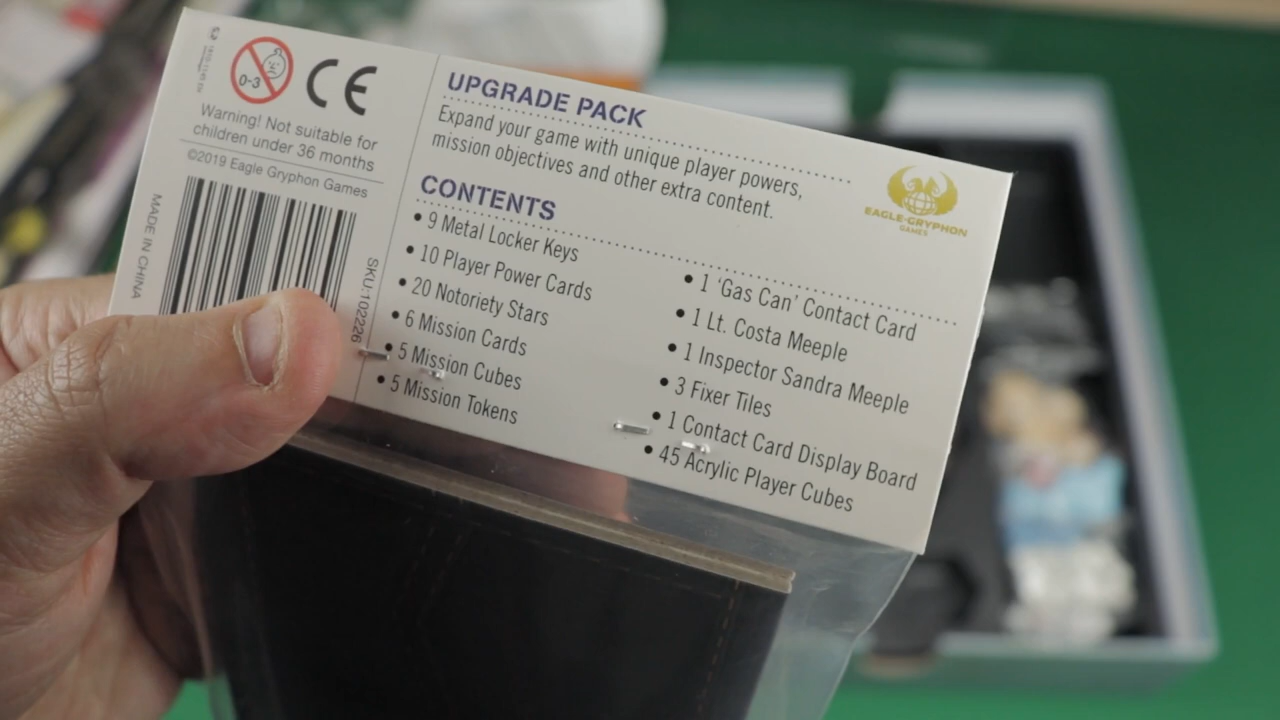 0-3
CE
Warning! Not suitable for
children under 36 months
©2019 Eagle Gryphon Games
MADE IN CHINA
SKU:102226
UPGRADE PACK
Expand your game with unique player powers,
mission objectives and other extra content.
CONTENTS
• 9 Metal Locker Keys
• 10 Player Power Cards
• 20 Notoriety Stars
• 6 Mission Cards
• 5 Mission Cubes
• 5 Mission Tokens
• 1 ‘Gas Can’ Contact Card
• 1 Lt. Costa Meeple
• 1 Inspector Sandra Meeple
• 3 Fixer Tiles
• 1 Contact Card Display Board
• 45 Acrylic Player Cubes
EAGLE-GRYPHON
GAMES